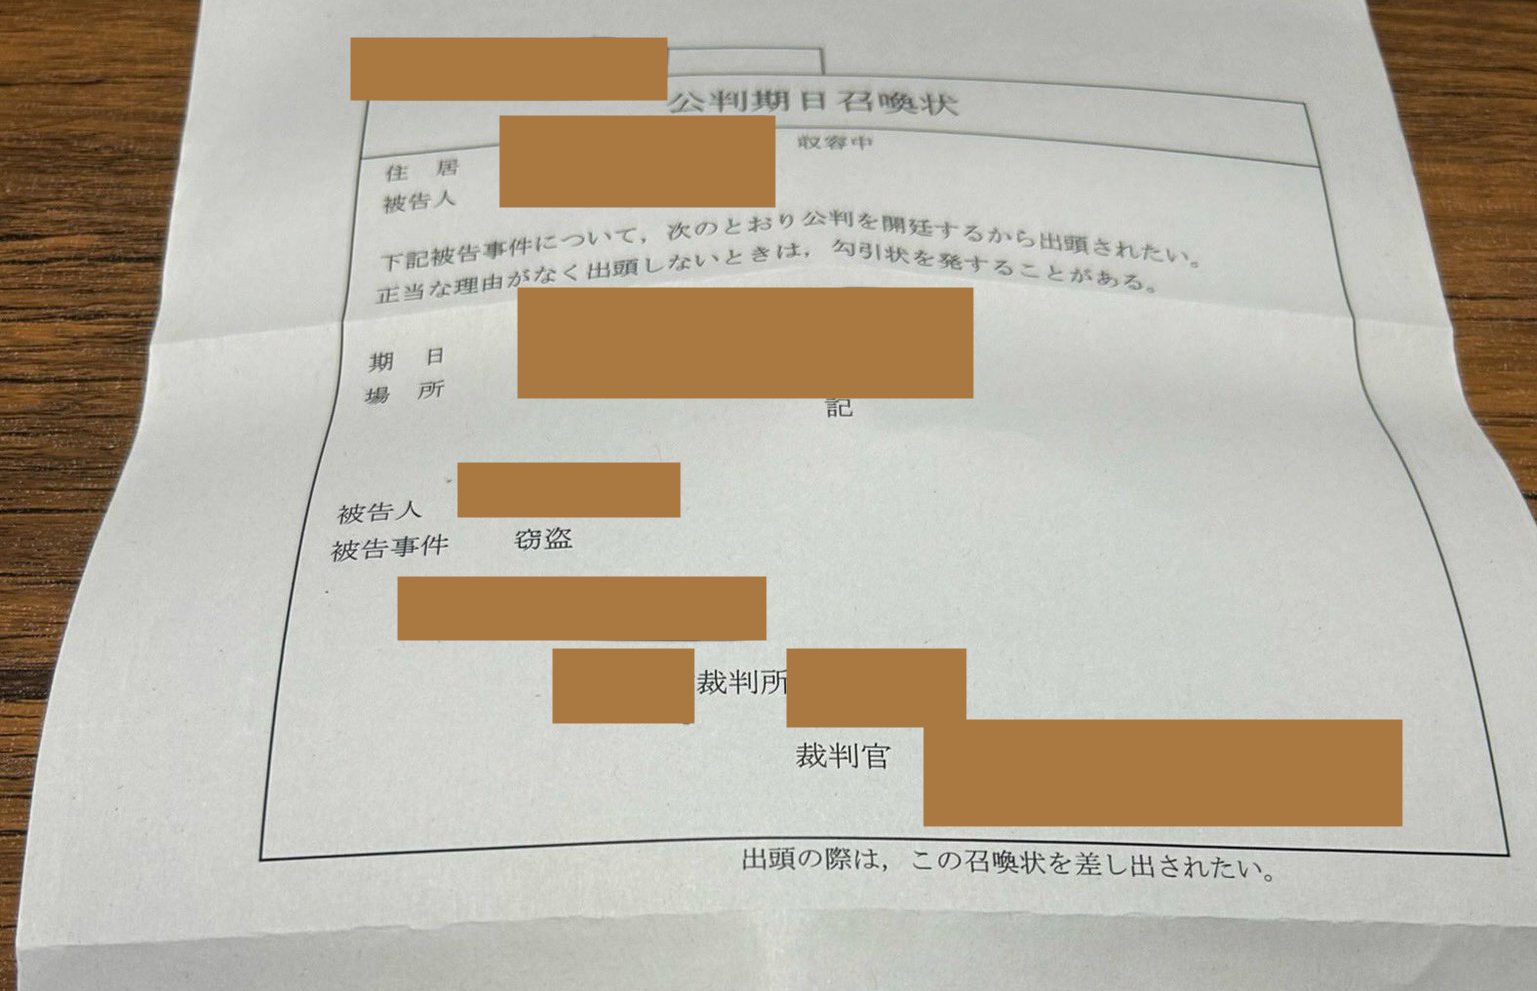 公判期日召喚状
収容中
住 居
被告人
下記被告事件について，次のとおり公判を開廷するから出頭されたい。
正当な理由がなく出頭しないときは，勾引状を発することがある。
期 日
場 所
記
被告人
被告事件 窃盗
裁判所
裁判官
出頭の際は，この召喚状を差し出されたい。